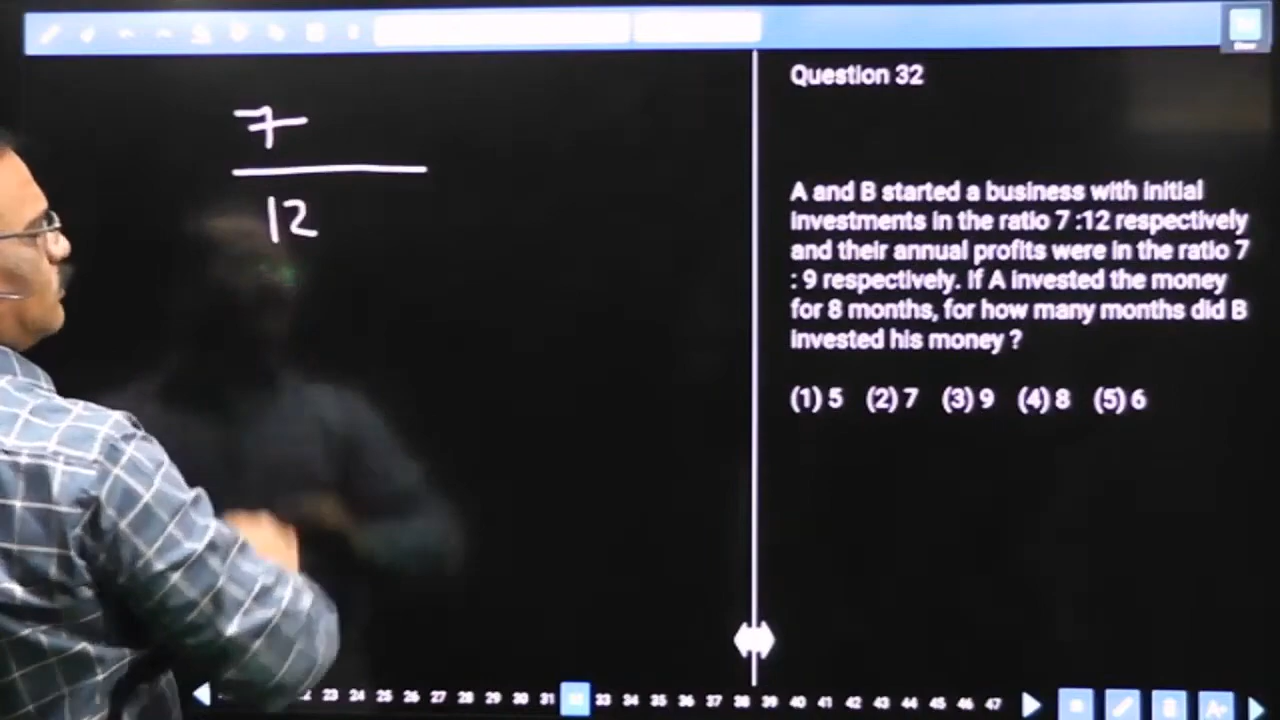 Question 32
7
12
A and B started a business with initial
investments in the ratio 7 :12 respectively
and their annual profits were in the ratio 7
: 9 respectively. If A invested the money
for 8 months, for how many months did B
invested his money ?
(1) 5 (2) 7 (3) 9 (4) 8 (5) 6
23 24 25 26 27 28 29 30 31 32 33 34 35 36 37 38 39 40 41 42 43 44 45 46 47